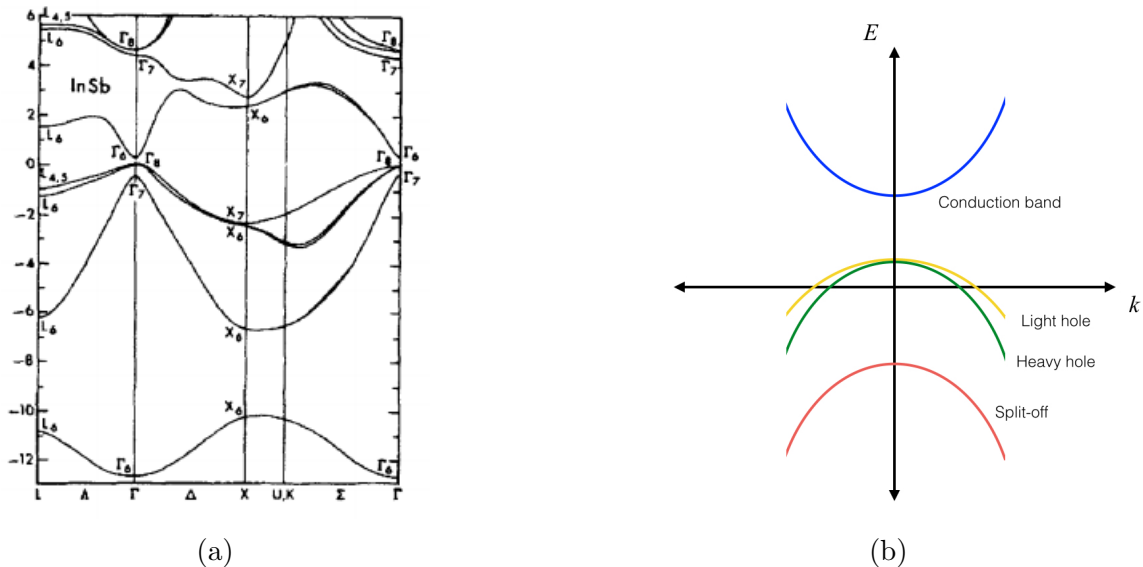 6
L4,5
L6
Γ8
Γ7
Γ8
Γ7
4
InSb
X7
X6
2
L6
Γ6
Γ8
Γ8
Γ6
0
L4,5
L6
Γ7
Γ7
-2
X7
X6
-4
-6
L6
X6
-8
-10
L6
X6
-12
Γ6
Γ6
L Λ Γ Δ X U,K Σ Γ
(a)
E
Conduction band
k
Light hole
Heavy hole
Split-off
(b)